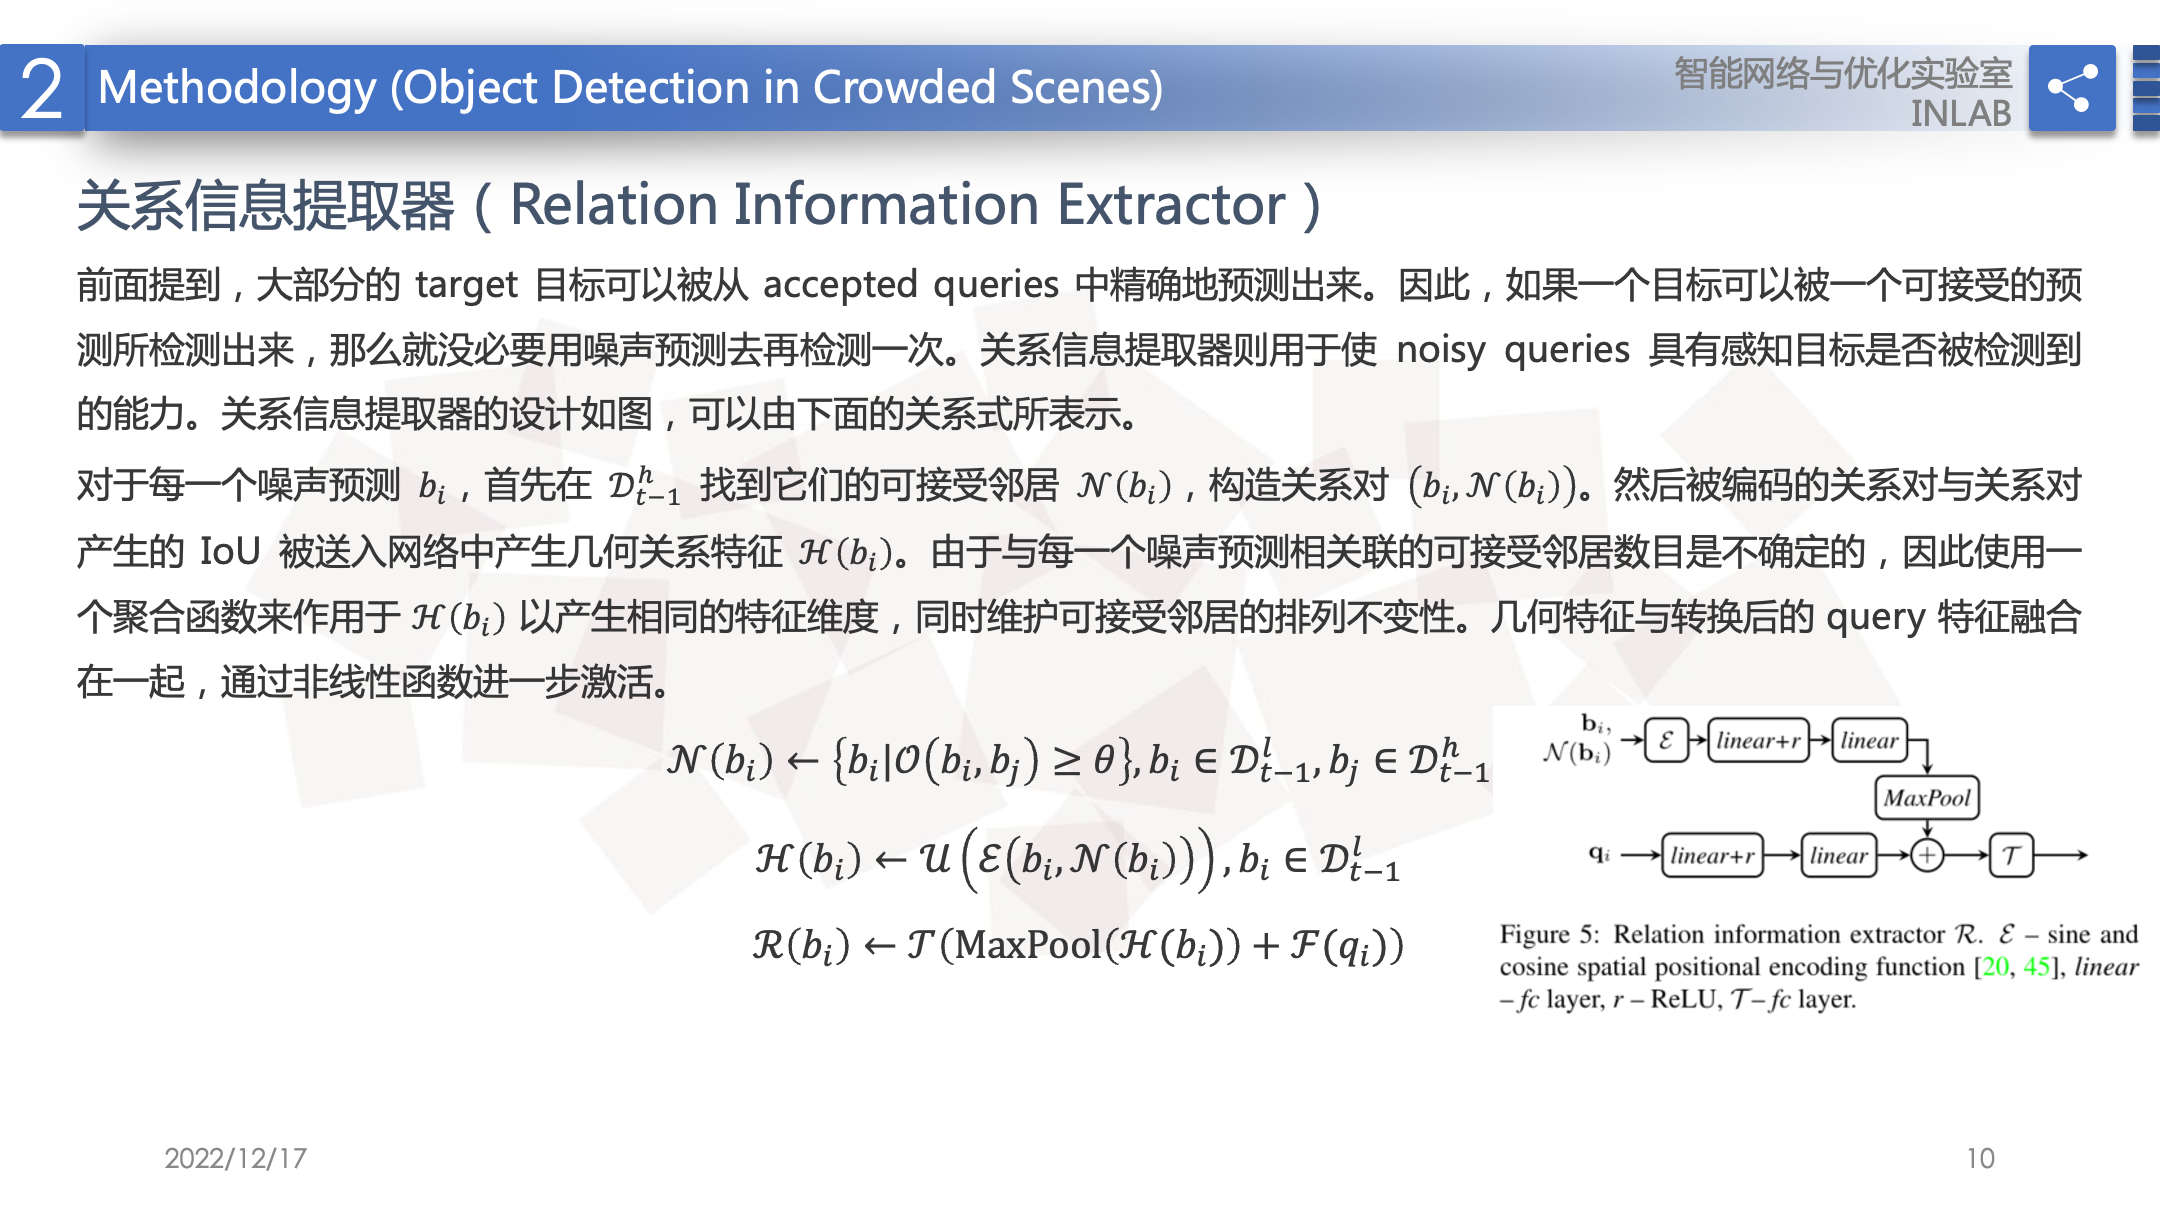 2
Methodology (Object Detection in Crowded Scenes)
智能网络与优化实验室
INLAB
关系信息提取器（Relation Information Extractor）
前面提到，大部分的 target 目标可以被从 accepted queries 中精确地预测出来。因此，如果一个目标可以被一个可接受的预
测所检测出来，那么就没必要用噪声预测去再检测一次。关系信息提取器则用于使 noisy queries 具有感知目标是否被检测到
的能力。关系信息提取器的设计如图，可以由下面的关系式所表示。
对于每一个噪声预测 $b_i$，首先在 $\mathcal{D}_{t-1}^{h}$ 找到它们的可接受邻居 $\mathcal{N}(b_i)$，构造关系对 $(b_i, \mathcal{N}(b_i))$。然后被编码的关系对与关系对
产生的 IoU 被送入网络中产生几何关系特征 $\mathcal{H}(b_i)$。由于与每一个噪声预测相关联的可接受邻居数目是不确定的，因此使用一
个聚合函数来作用于 $\mathcal{H}(b_i)$ 以产生相同的特征维度，同时维护可接受邻居的排列不变性。几何特征与转换后的 query 特征融合
在一起，通过非线性函数进一步激活。
$\mathcal{N}(b_i) \leftarrow \{b_i | \mathcal{O}(b_i, b_j) \geq \theta\}, b_i \in \mathcal{D}_{t-1}^{l}, b_j \in \mathcal{D}_{t-1}^{h}$
$\mathcal{H}(b_i) \leftarrow \mathcal{U}(\mathcal{E}(b_i, \mathcal{N}(b_i))), b_i \in \mathcal{D}_{t-1}^{l}$
$\mathcal{R}(b_i) \leftarrow \mathcal{T}(\mathrm{MaxPool}(\mathcal{H}(b_i)) + \mathcal{F}(q_i))$
$\mathbf{b}_i$,
$\mathcal{N}(\mathbf{b}_i)$ $\mathcal{E}$ linear+r linear
MaxPool
$\mathbf{q}_i$ linear+r linear + $\mathcal{T}$
Figure 5: Relation information extractor $\mathcal{R}$. $\mathcal{E}$ – sine and
cosine spatial positional encoding function [20, 45], linear
– fc layer, r – ReLU, $\mathcal{T}$– fc layer.
2022/12/17
10